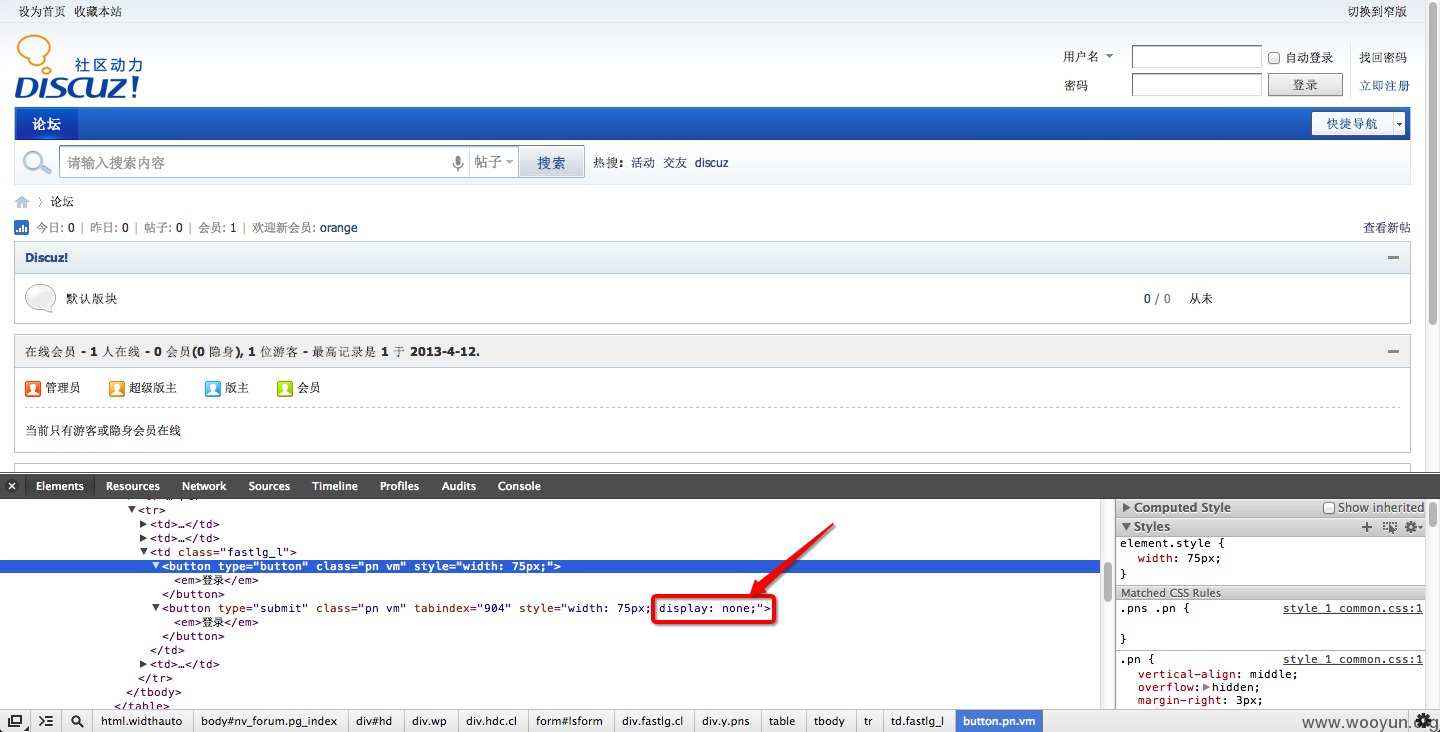 设为首页 收藏本站 切换到窄版
社区动力
DISCUZ!
用户名 自动登录 找回密码
密码 登录 立即注册
论坛 快捷导航
请输入搜索内容 帖子 搜索 热搜: 活动 交友 discuz
〉论坛
今日: 0 | 昨日: 0 | 帖子: 0 | 会员: 1 | 欢迎新会员: orange 查看新帖
Discuz!
默认版块 0 / 0 从未
在线会员 - 1 人在线 - 0 会员(0 隐身), 1 位游客 - 最高记录是 1 于 2013-4-12.
管理员 超级版主 版主 会员
当前只有游客或隐身会员在线
Elements Resources Network Sources Timeline Profiles Audits Console
▼<tr>
▶<td>…</td>
▶<td>…</td>
▼<td class="fastlg_l">
▼<button type="button" class="pn vm" style="width: 75px;">
<em>登录</em>
</button>
▼<button type="submit" class="pn vm" tabindex="904" style="width: 75px; display: none;">
<em>登录</em>
</button>
</td>
▶<td>…</td>
</tr>
</tbody>
</table>
▶ Computed Style Show inherited
▼ Styles
element.style {
width: 75px;
}
Matched CSS Rules
.pns .pn { style 1 common.css:1
}
.pn { style 1 common.css:1
vertical-align: middle;
overflow:▶hidden;
margin-right: 3px;
html.widthauto body#nv_forum.pg_index div#hd div.wp div.hdc.cl form#lsform div.fastlg.cl div.y.pns table tbody tr td.fastlg_l button.pn.vm
www.wooyun.org